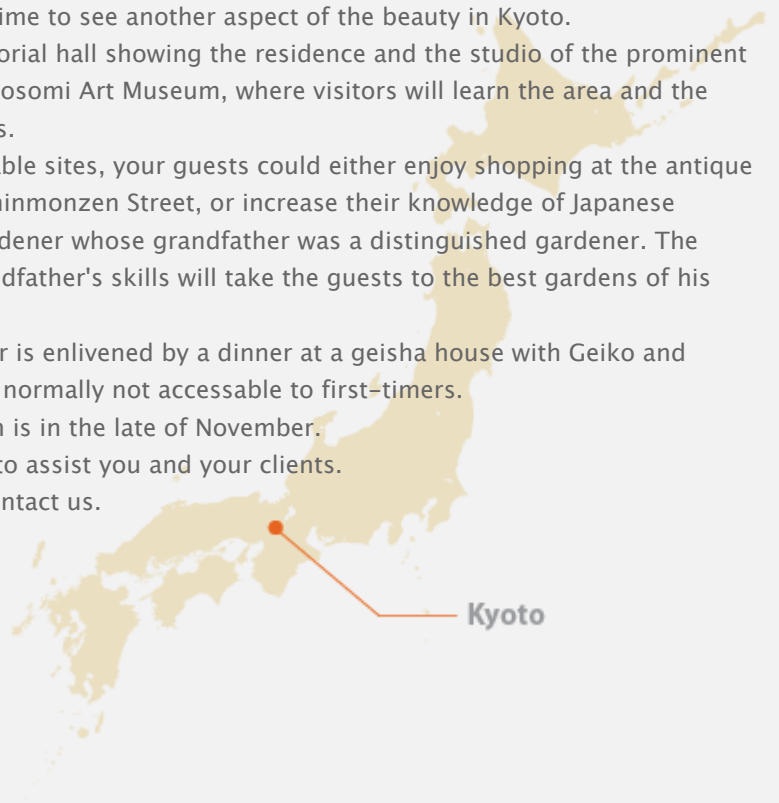 ime to see another aspect of the beauty in Kyoto.
orial hall showing the residence and the studio of the prominent
osomi Art Museum, where visitors will learn the area and the
s.
able sites, your guests could either enjoy shopping at the antique
hinmonzen Street, or increase their knowledge of Japanese
dener whose grandfather was a distinguished gardener. The
dfather's skills will take the guests to the best gardens of his
r is enlivened by a dinner at a geisha house with Geiko and
normally not accessable to first-timers.
n is in the late of November.
to assist you and your clients.
ntact us.
Kyoto